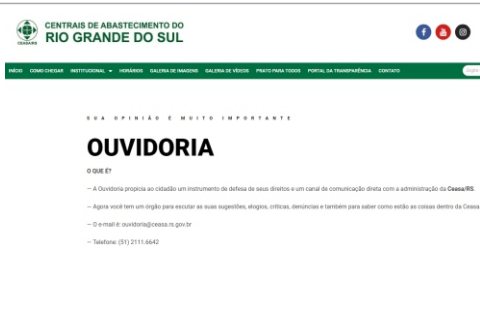 CENTRAIS DE ABASTECIMENTO DO
RIO GRANDE DO SUL
CEASA/RS
INÍCIO COMO CHEGAR INSTITUCIONAL HORÁRIOS GALERIA DE IMAGENS GALERIA DE VÍDEOS PRATO PARA TODOS PORTAL DA TRANSPARÊNCIA CONTATO
SUA OPINIÃO É MUITO IMPORTANTE
OUVIDORIA
O QUE É?
— A Ouvidoria propicia ao cidadão um instrumento de defesa de seus direitos e um canal de comunicação direta com a administração da Ceasa/RS.
— Agora você tem um órgão para escutar as suas sugestões, elogios, críticas, denúncias e também para saber como estão as coisas dentro da Ceasa
— O e-mail é: ouvidoria@ceasa.rs.gov.br
— Telefone: (51) 2111.6642